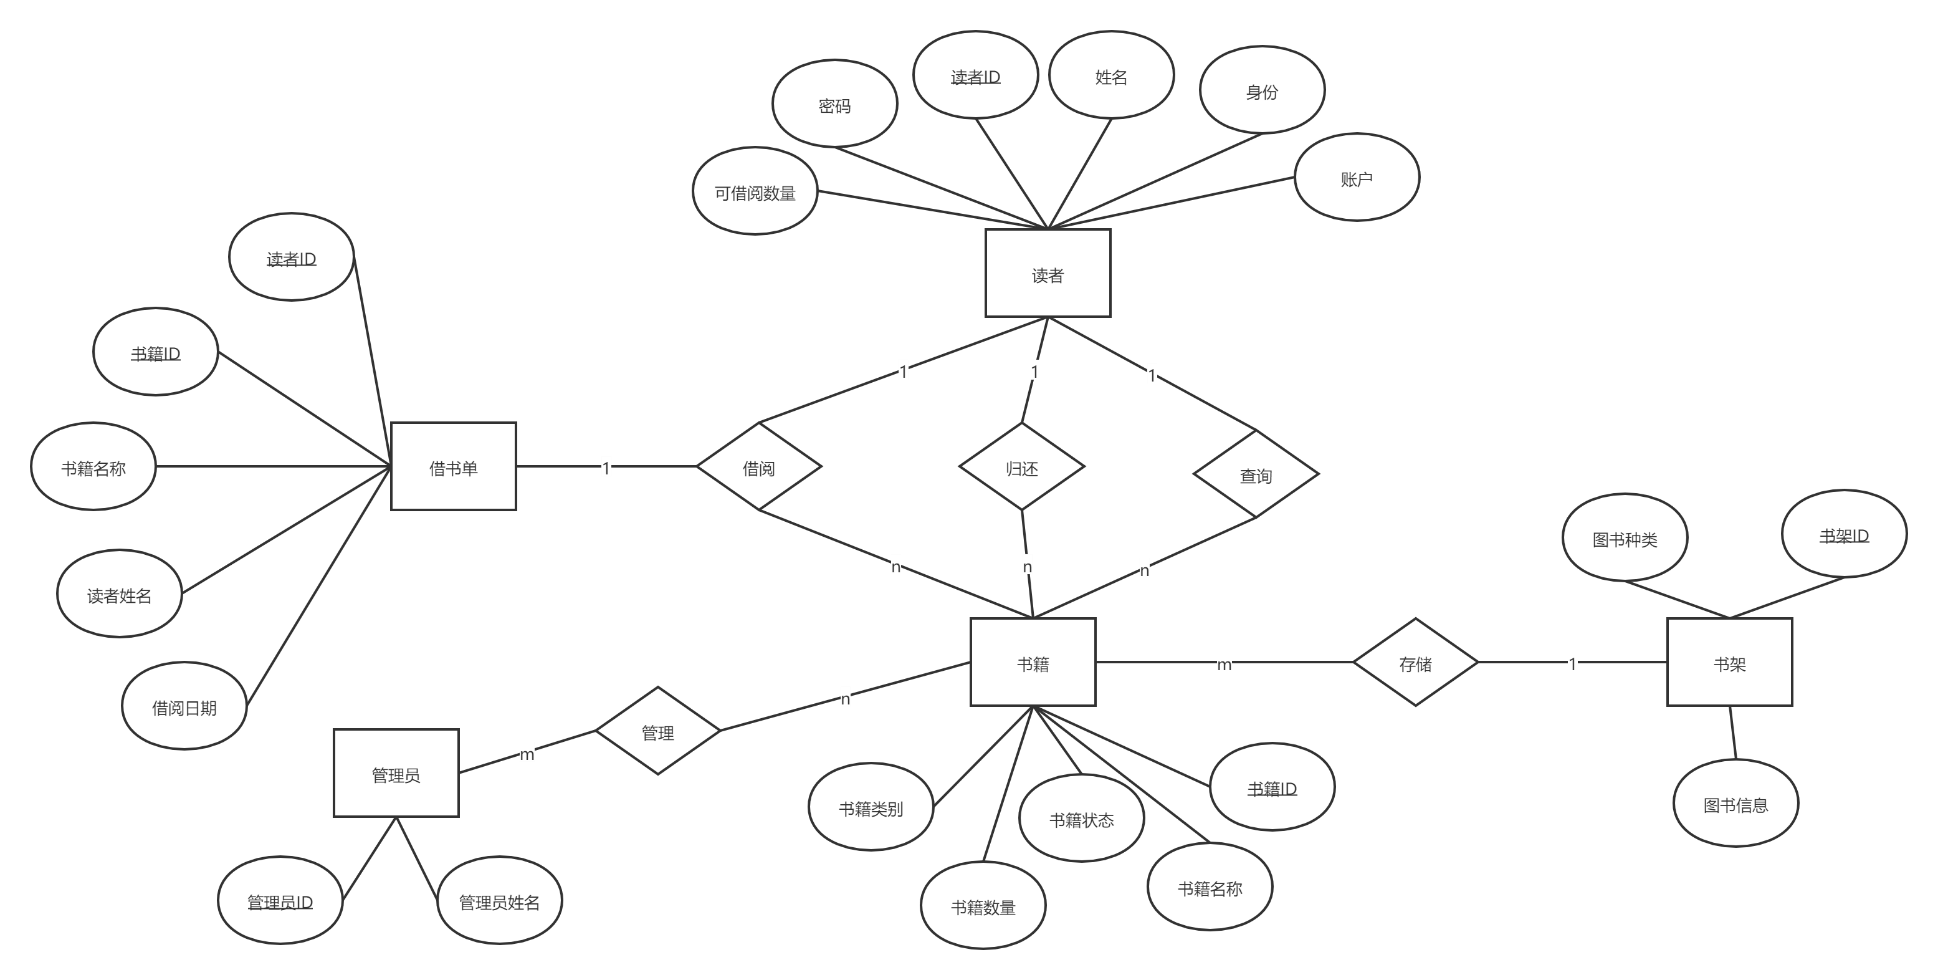 读者ID
姓名
身份
密码
账户
可借阅数量
读者ID
读者
书籍ID
1
1
1
书籍名称
借书单
1
借阅
归还
查询
图书种类
书架ID
n
n
n
读者姓名
书籍
m
存储
1
书架
借阅日期
n
管理
m
管理员
书籍类别
书籍状态
书籍ID
图书信息
管理员ID
管理员姓名
书籍数量
书籍名称